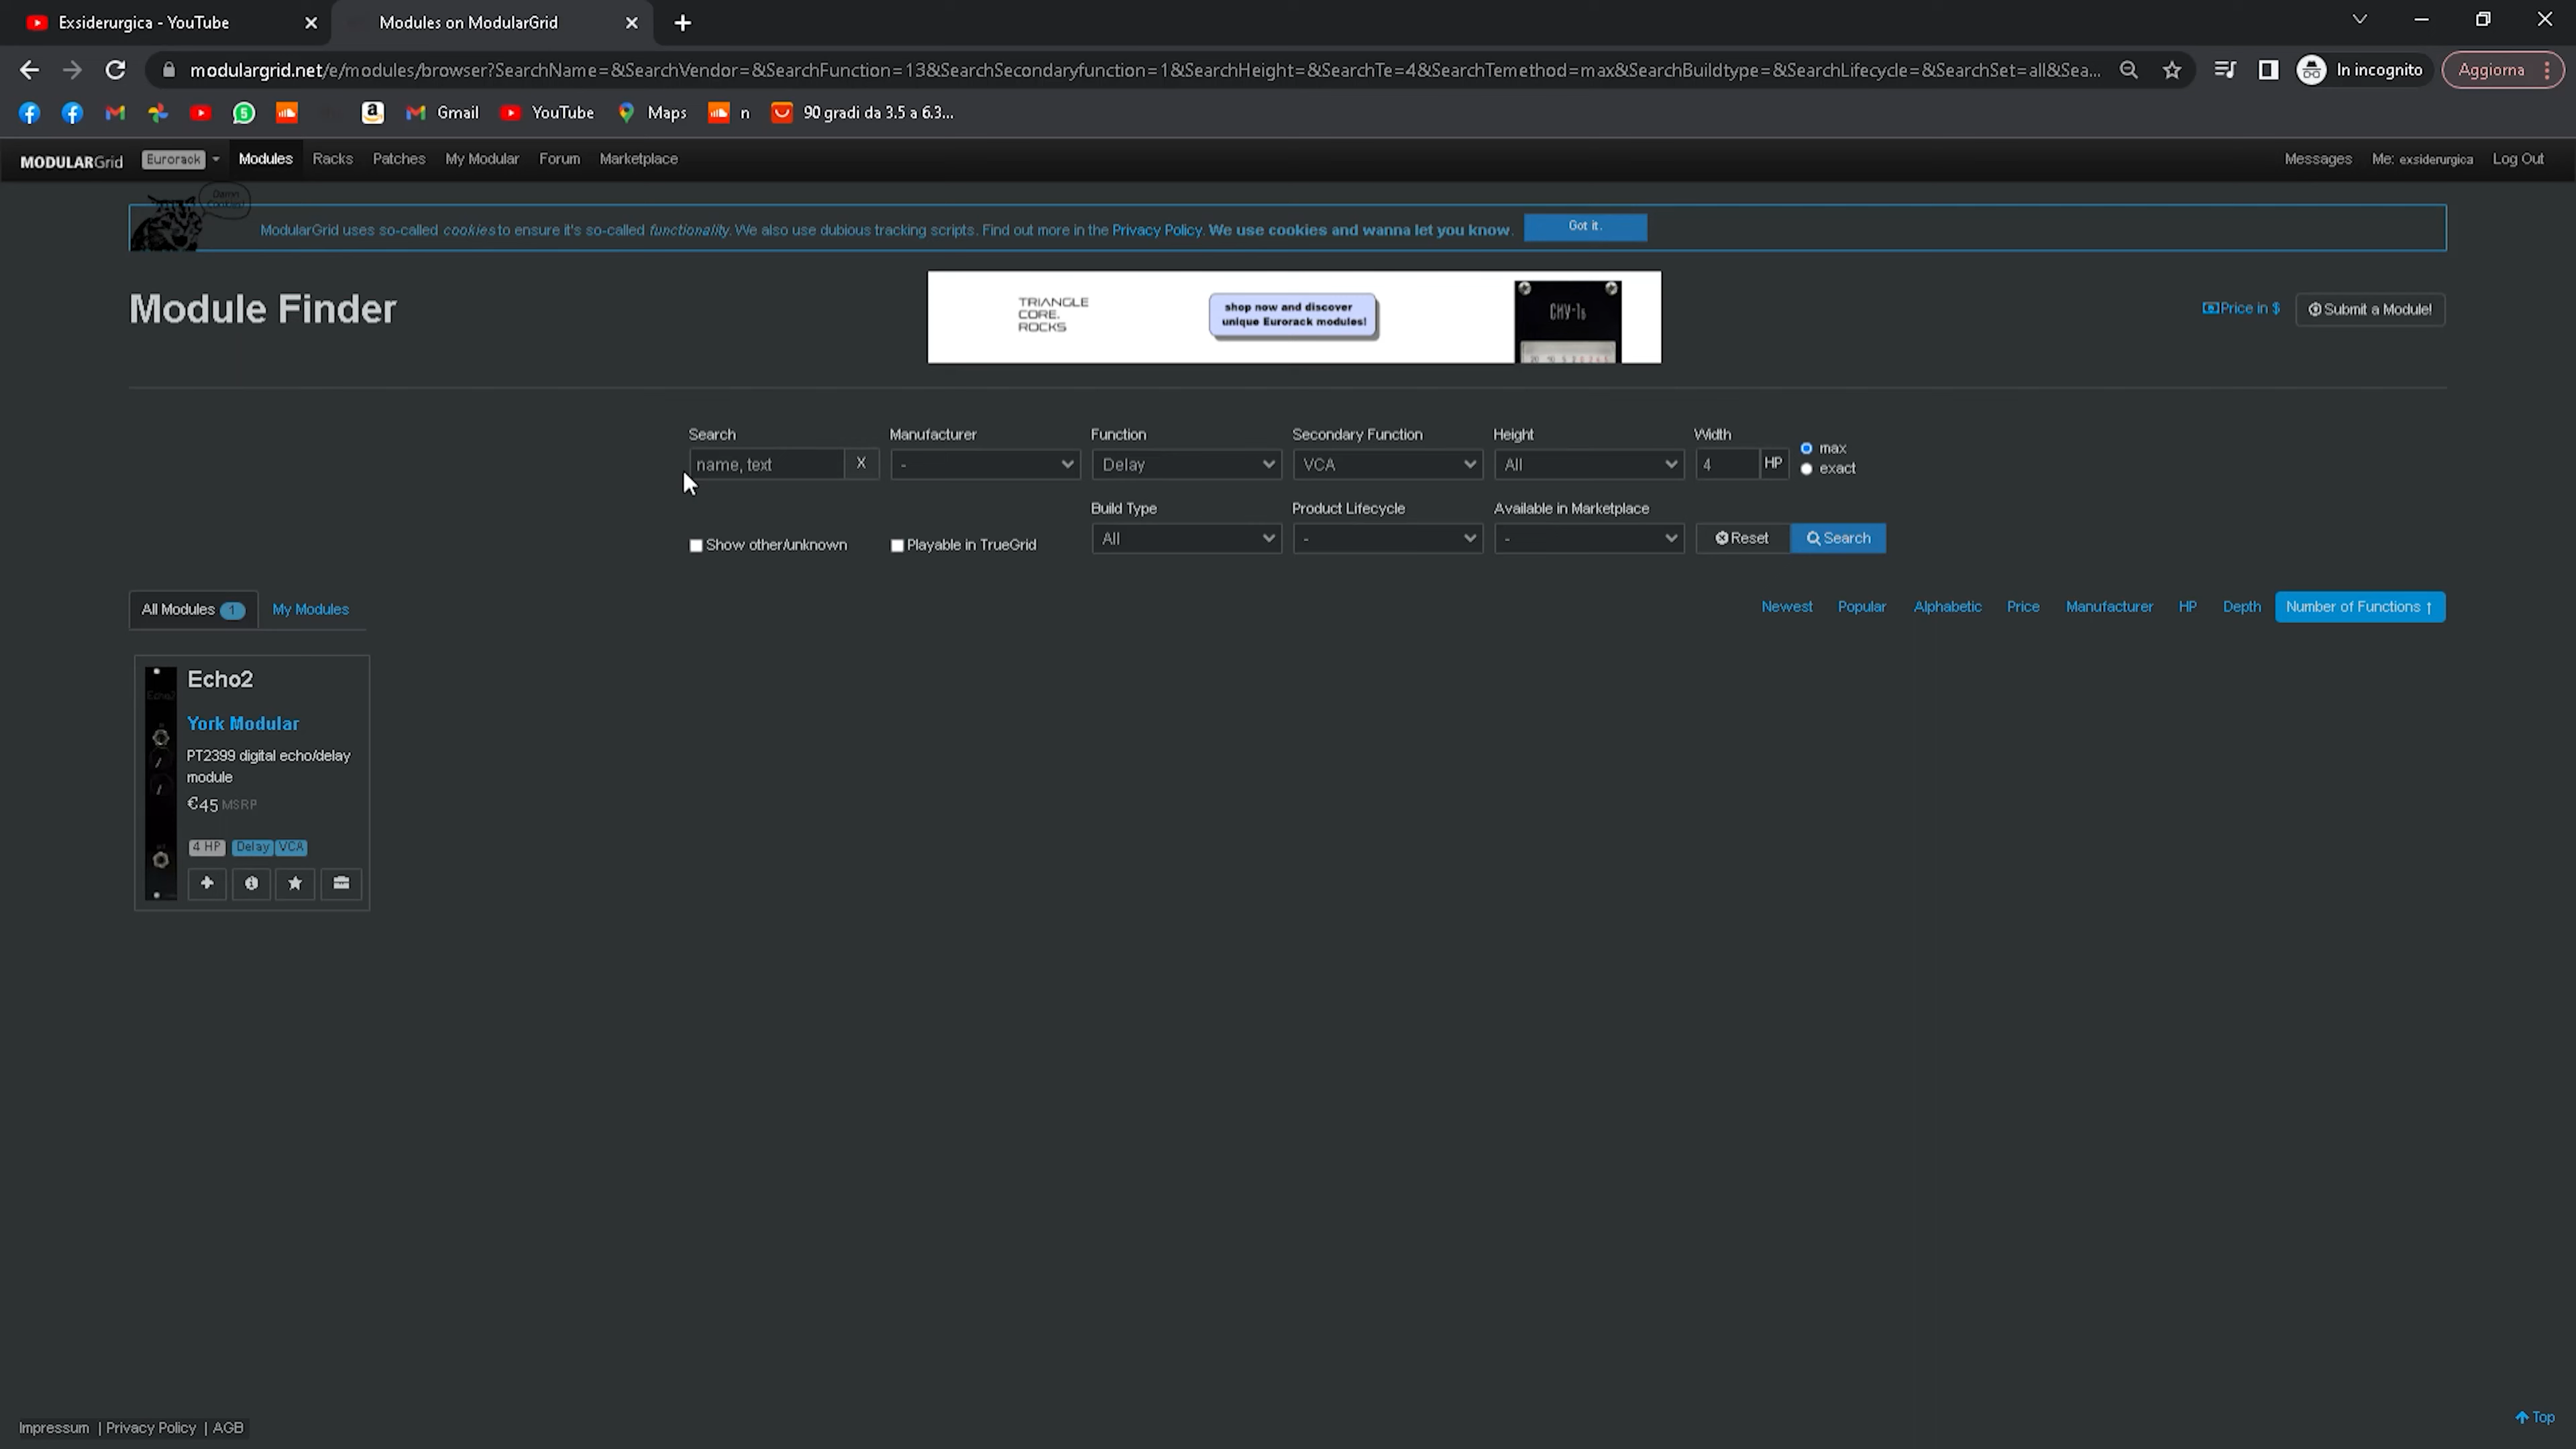 Exsiderurgica - YouTube
Modules on ModularGrid
modulargrid.net/e/modules/browser?SearchName=&SearchVendor=&SearchFunction=13&SearchSecondaryfunction=1&SearchHeight=&SearchTe=4&SearchTemethod=max&SearchBuildtype=&SearchLifecycle=&SearchSet=all&Sea...
In incognito
Aggiorna
Gmail
YouTube
Maps
n
90 gradi da 3.5 a 6.3...
MODULARGrid
Eurorack
Modules
Racks
Patches
My Modular
Forum
Marketplace
Messages
Me: exsiderurgica
Log Out
Damn Cookies!
ModularGrid uses so-called cookies to ensure it's so-called functionality. We also use dubious tracking scripts. Find out more in the Privacy Policy. We use cookies and wanna let you know.
Got it.
Module Finder
TRIANGLE
CORE.
ROCKS
shop now and discover
unique Eurorack modules!
СМУ-1s
Price in $
Submit a Module!
Search
Manufacturer
Function
Secondary Function
Height
Width
name, text
X
-
Delay
VCA
All
4
HP
max
exact
Build Type
Product Lifecycle
Available in Marketplace
Show other/unknown
Playable in TrueGrid
All
-
-
Reset
Search
All Modules 1
My Modules
Newest
Popular
Alphabetic
Price
Manufacturer
HP
Depth
Number of Functions ↑
Echo2
Echo2
York Modular
PT2399 digital echo/delay
module
€45 MSRP
4 HP
Delay
VCA
Impressum | Privacy Policy | AGB
Top